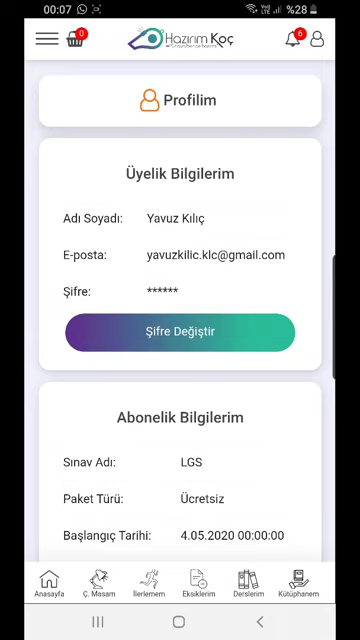 00:07 %28
0 Hazırım Koç 6
Profilim
Üyelik Bilgilerim
Adı Soyadı: Yavuz Kılıç
E-posta: yavuzkilic.klc@gmail.com
Şifre: ******
Şifre Değiştir
Abonelik Bilgilerim
Sınav Adı: LGS
Paket Türü: Ücretsiz
Başlangıç Tarihi: 4.05.2020 00:00:00
Anasayfa Ç. Masam İlerlemem Eksiklerim Derslerim Kütüphanem